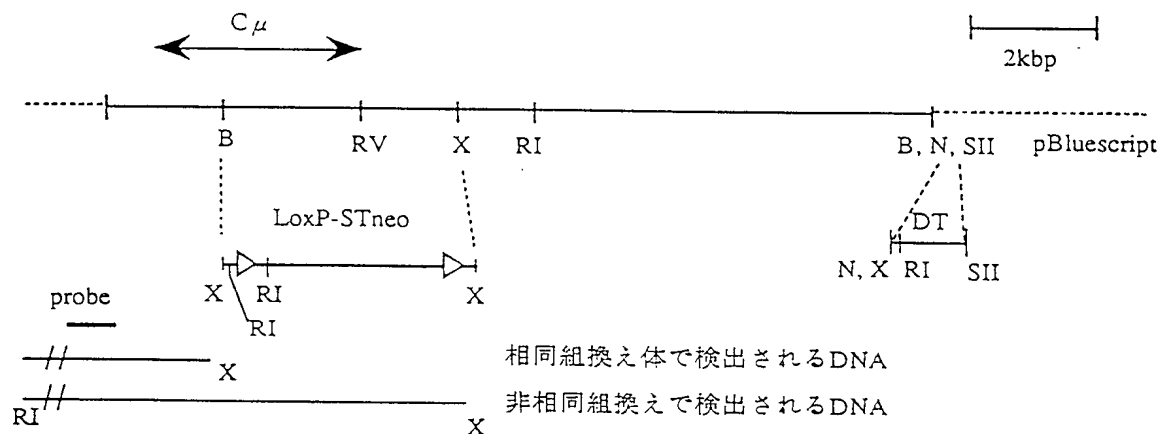 Cμ
2kbp
B RV X RI B, N, SII pBluescript
LoxP-STneo
DT
X RI X N, X RI SII
RI
probe
X 相同組換え体で検出されるDNA
RI X 非相同組換えで検出されるDNA